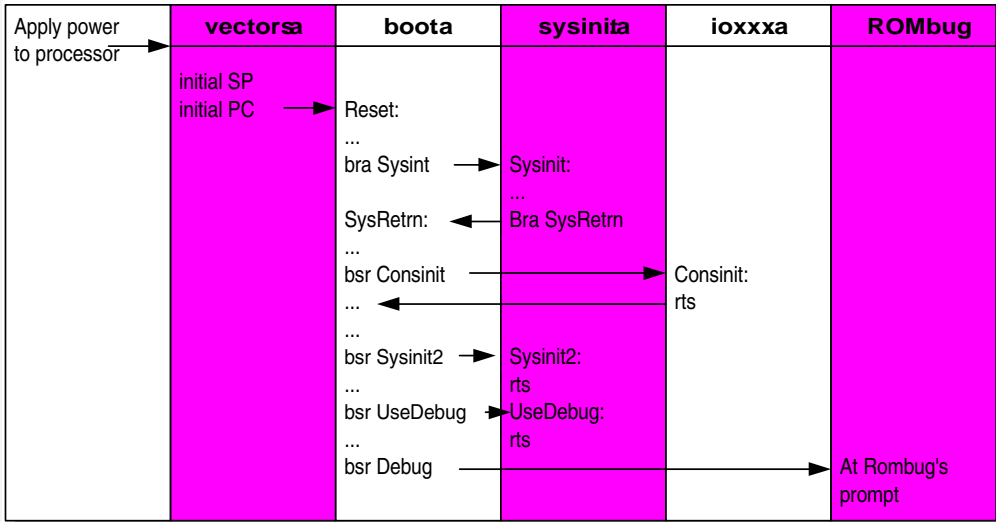 Apply power
to processor
vectorsa
boota
sysinita
ioxxxa
ROMbug
initial SP
initial PC
Reset:
...
bra Sysint
Sysinit:
...
SysRetrn:
Bra SysRetrn
...
bsr Consinit
Consinit:
...
rts
...
bsr Sysinit2
Sysinit2:
...
rts
bsr UseDebug
UseDebug:
...
rts
bsr Debug
At Rombug's
prompt